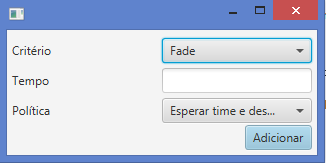 Critério Fade
Tempo
Política Esperar time e des...
Adicionar